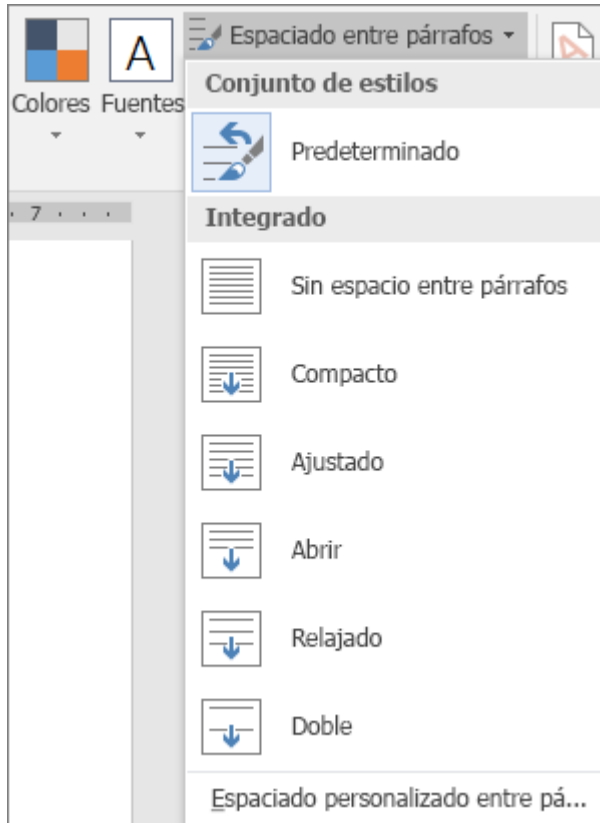 Espaciado entre párrafos
A
Colores Fuentes
Conjunto de estilos
Predeterminado
7
Integrado
Sin espacio entre párrafos
Compacto
Ajustado
Abrir
Relajado
Doble
Espaciado personalizado entre pá...